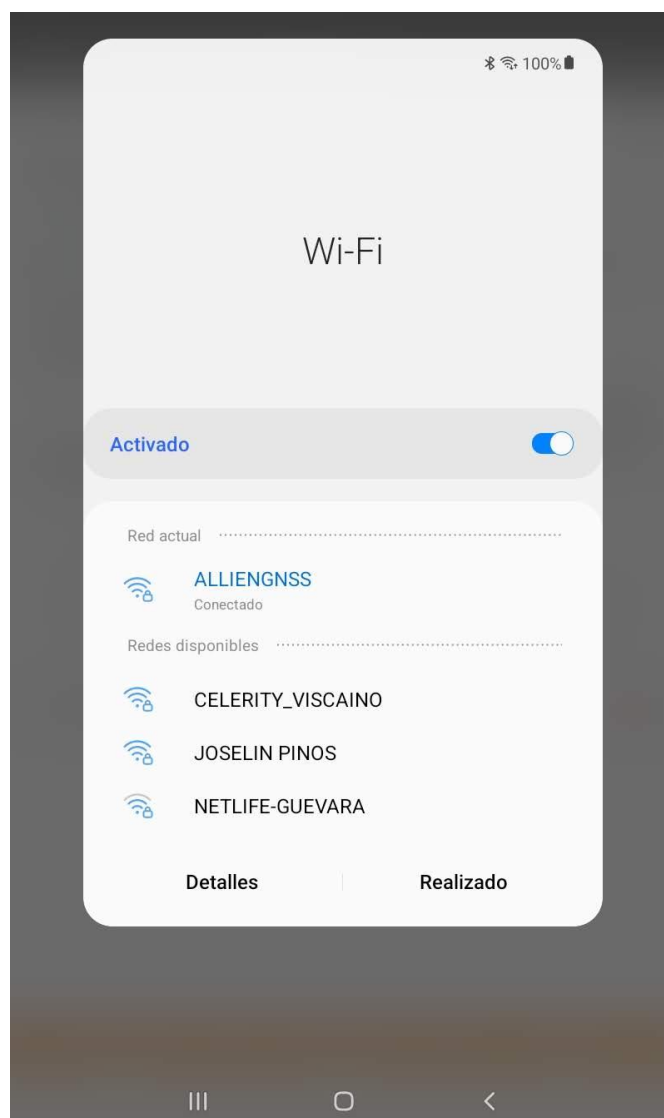 100%
Wi-Fi
Activado
Red actual
ALLIENGNSS
Conectado
Redes disponibles
CELERITY_VISCAINO
JOSELIN PINOS
NETLIFE-GUEVARA
Detalles Realizado